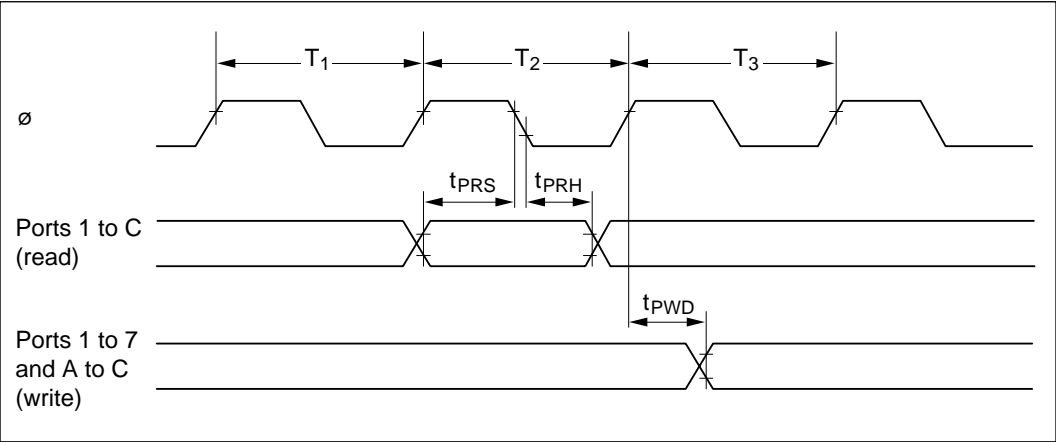 T1 T2 T3
ø
tPRS tPRH
Ports 1 to C
(read)
tPWD
Ports 1 to 7
and A to C
(write)